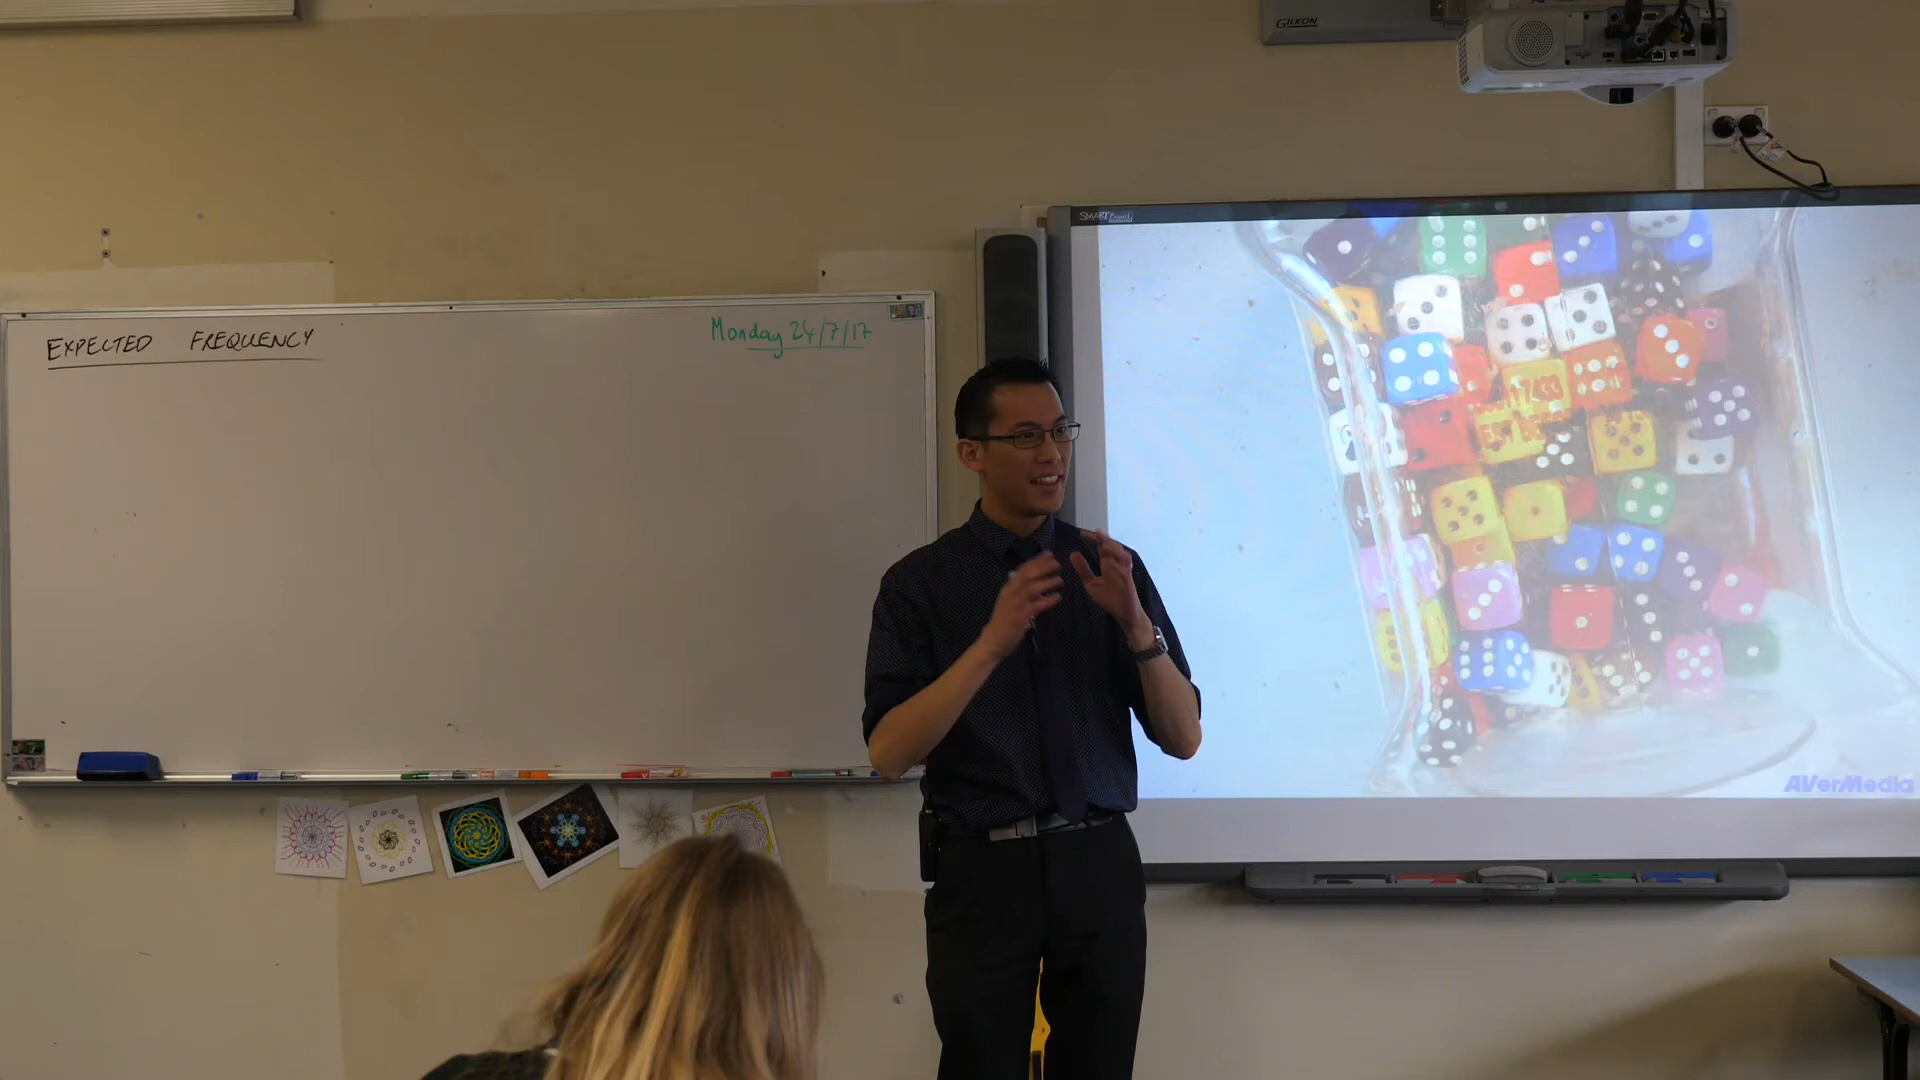 GILKON
SMART Board
EXPECTED FREQUENCY
Monday 24/7/17
AVerMedia